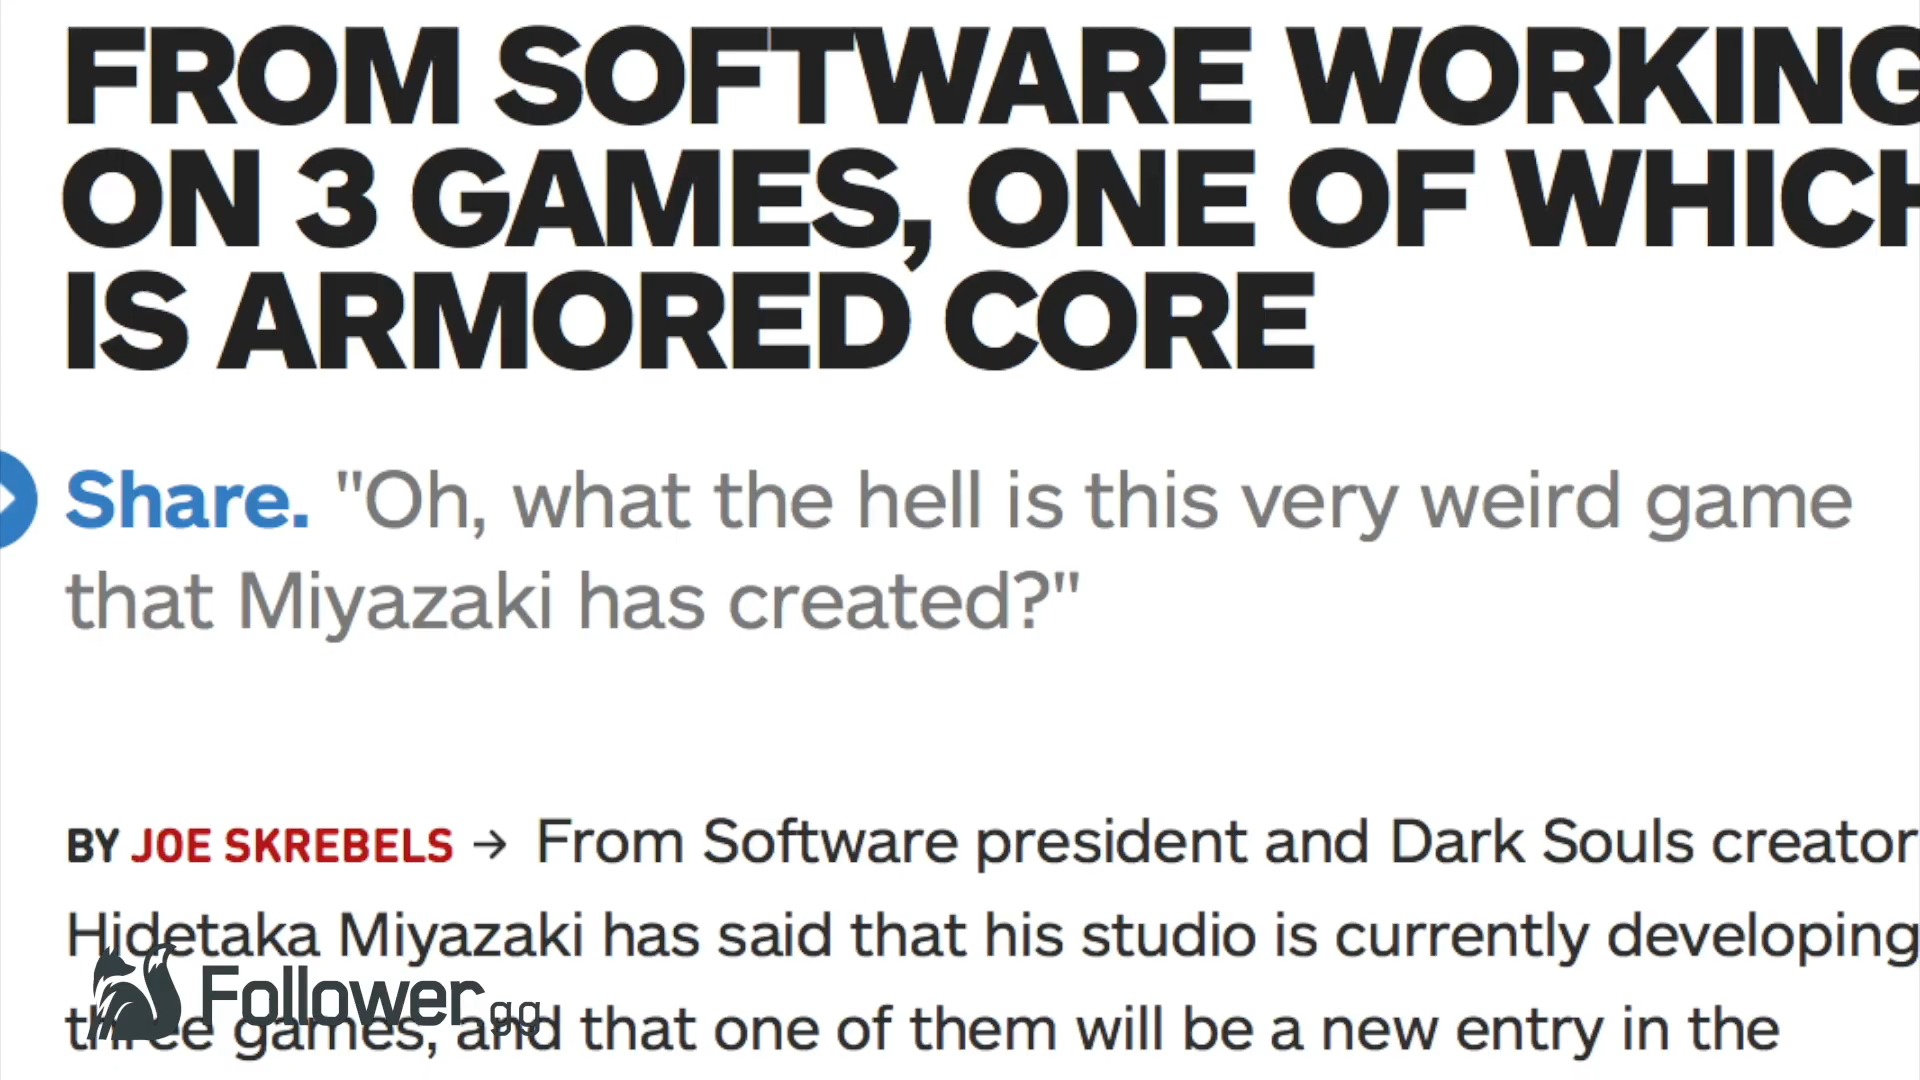 FROM SOFTWARE WORKING
ON 3 GAMES, ONE OF WHICH
IS ARMORED CORE
Share. "Oh, what the hell is this very weird game
that Miyazaki has created?"
BY JOE SKREBELS → From Software president and Dark Souls creator
Hidetaka Miyazaki has said that his studio is currently developing
three games, and that one of them will be a new entry in the
Follower.gg